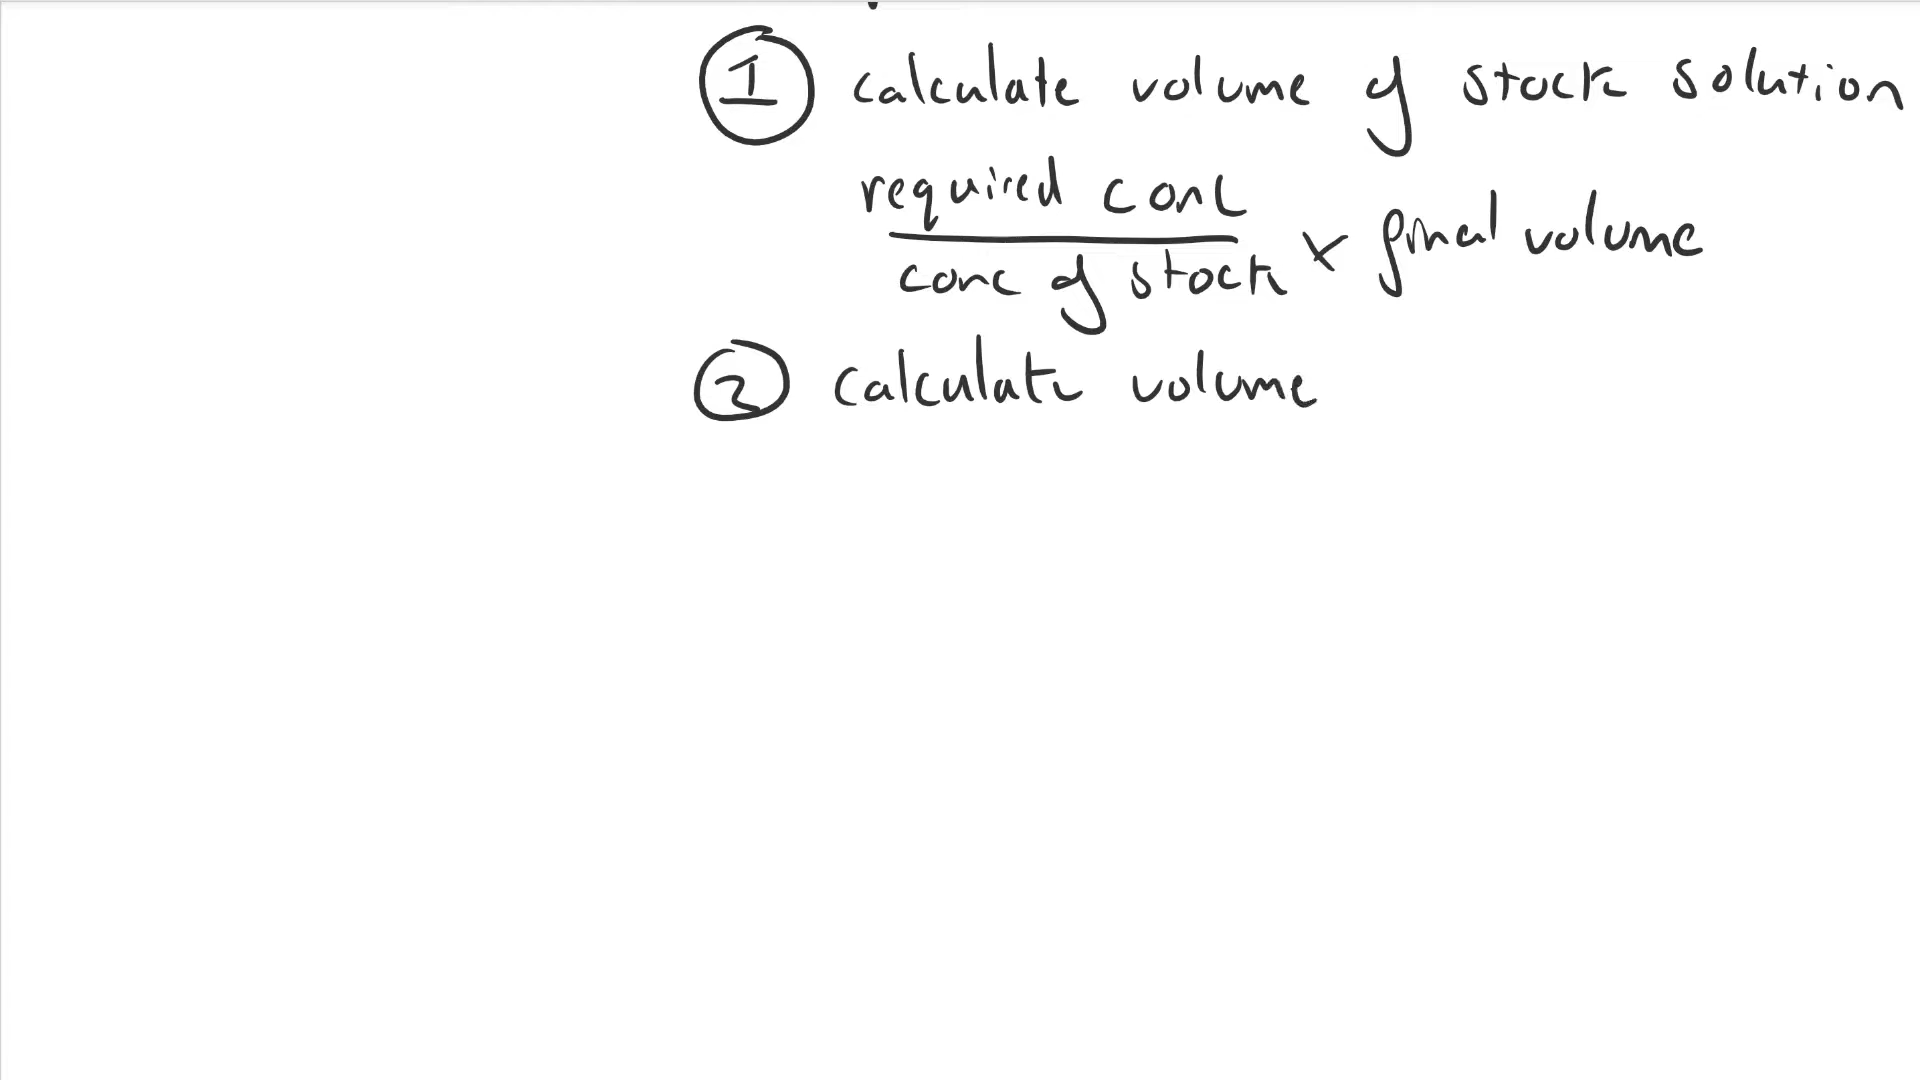 1 calculate volume of stock solution
required conc
conc of stock × final volume
2 calculate volume